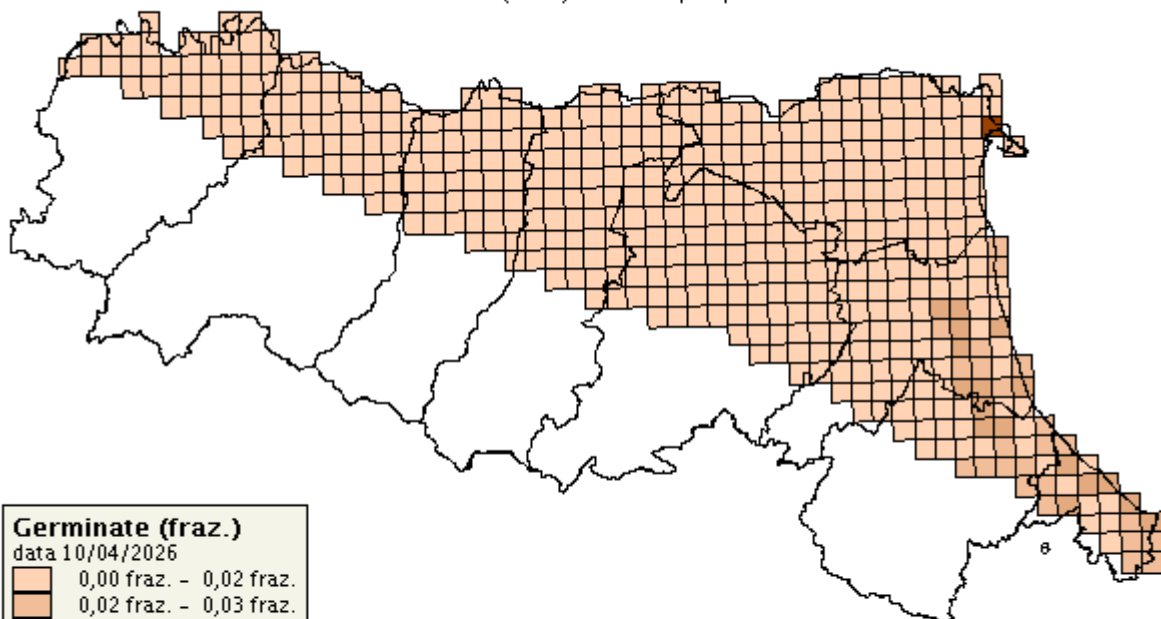 Germinate (fraz.)
data 10/04/2026
0,00 fraz. - 0,02 fraz.
0,02 fraz. - 0,03 fraz.